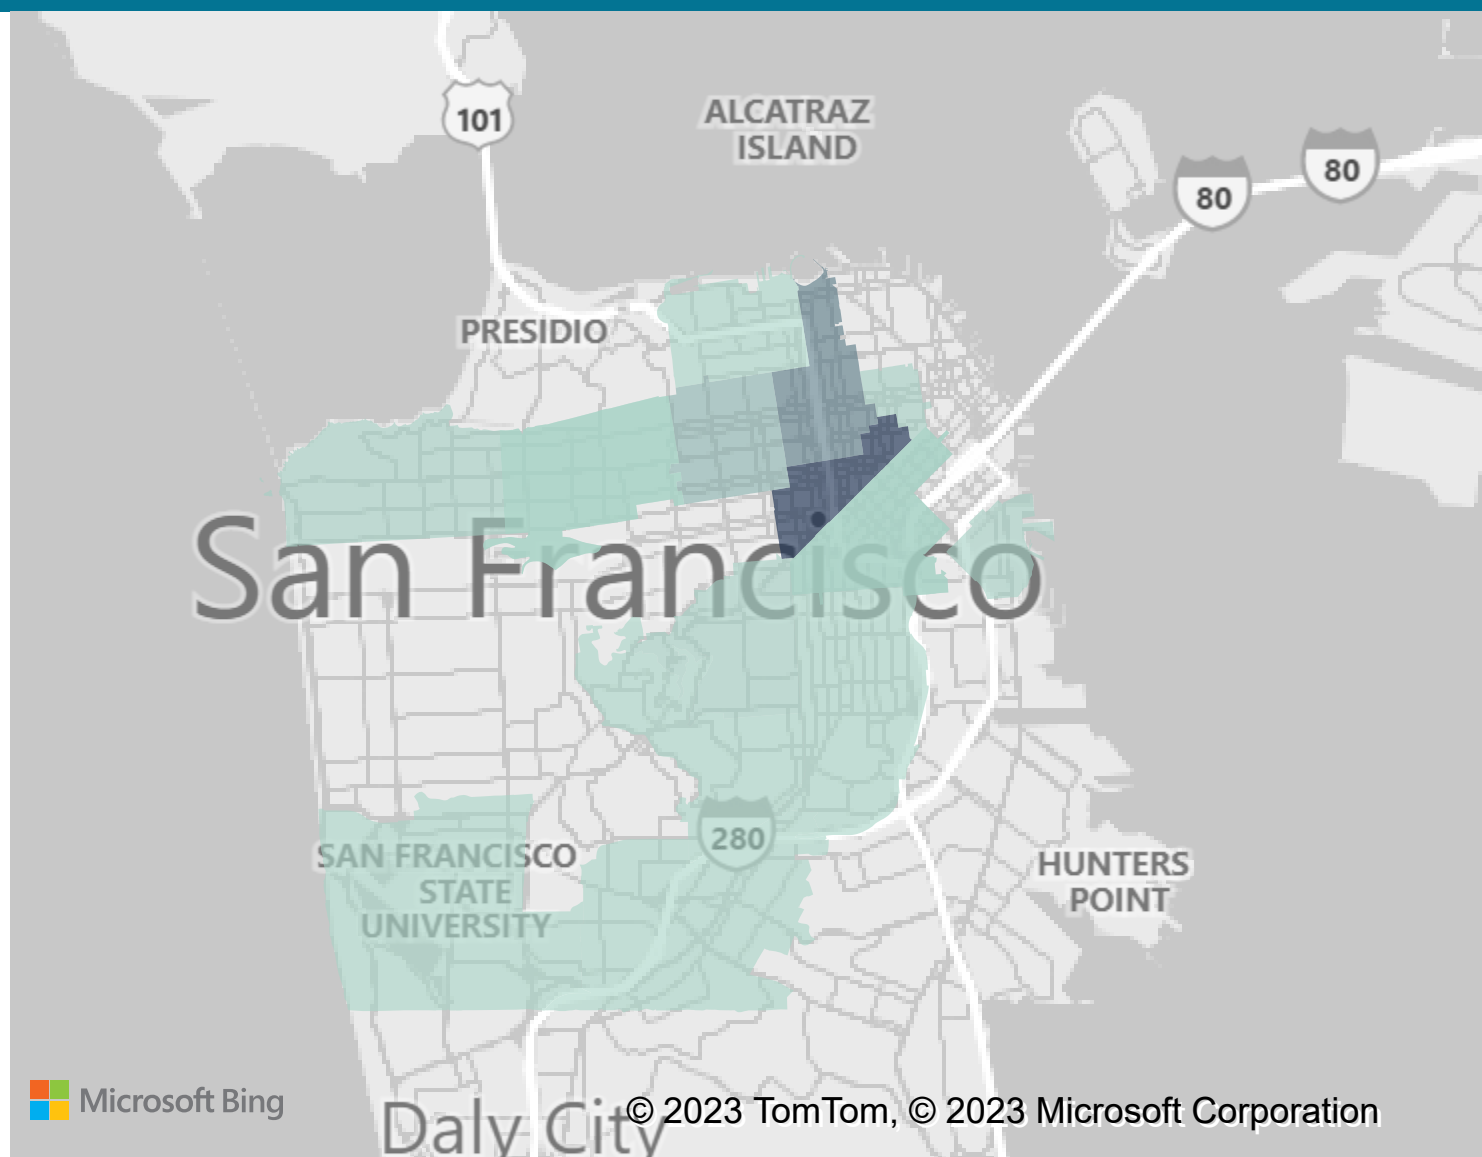 101
ALCATRAZ
ISLAND
80
80
PRESIDIO
San Francisco
280
SAN FRANCISCO
STATE
UNIVERSITY
HUNTERS
POINT
Microsoft Bing
Daly City
© 2023 TomTom, © 2023 Microsoft Corporation